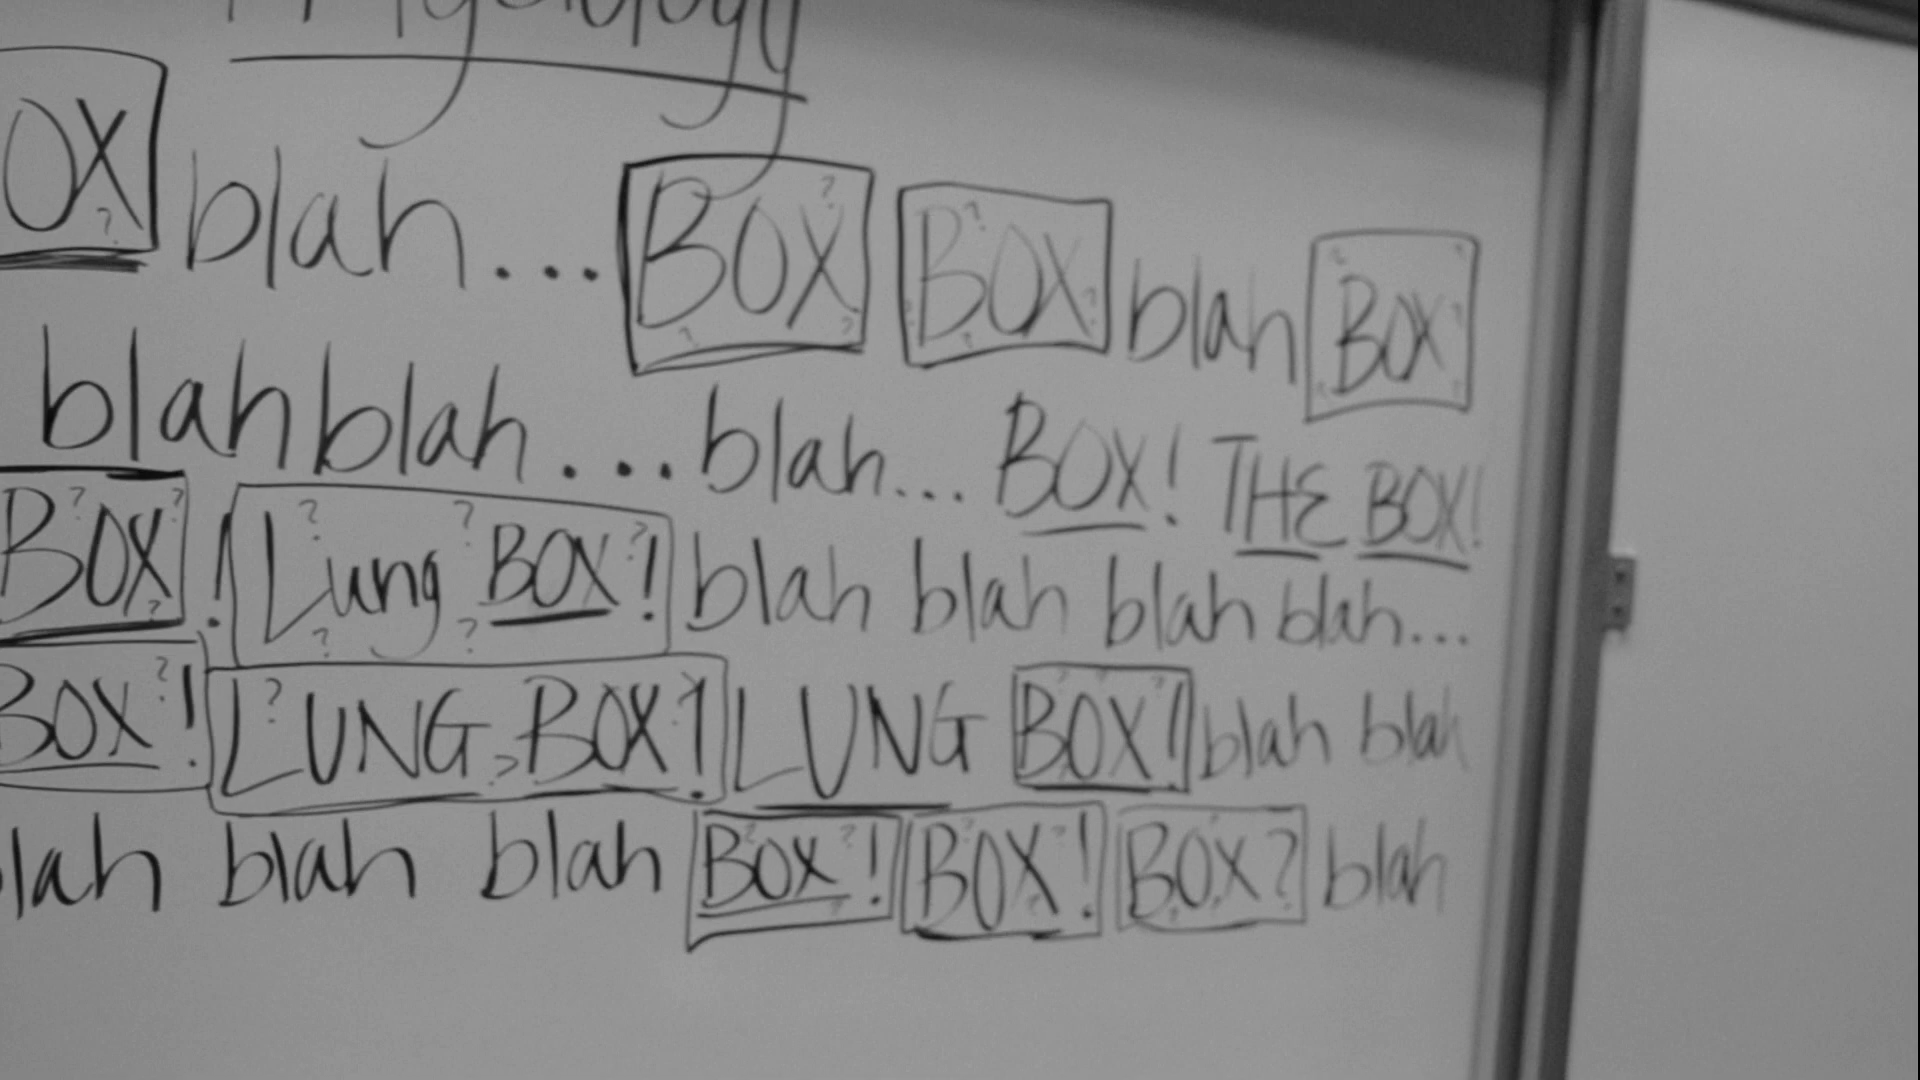 OX? blah... BOX BOX blah BOX
blah blah... blah... BOX! THE BOX!
BOX! Lung BOX! blah blah blah blah...
BOX! LUNG BOX! LUNG BOX! blah blah
blah blah blah BOX! BOX! BOX? blah